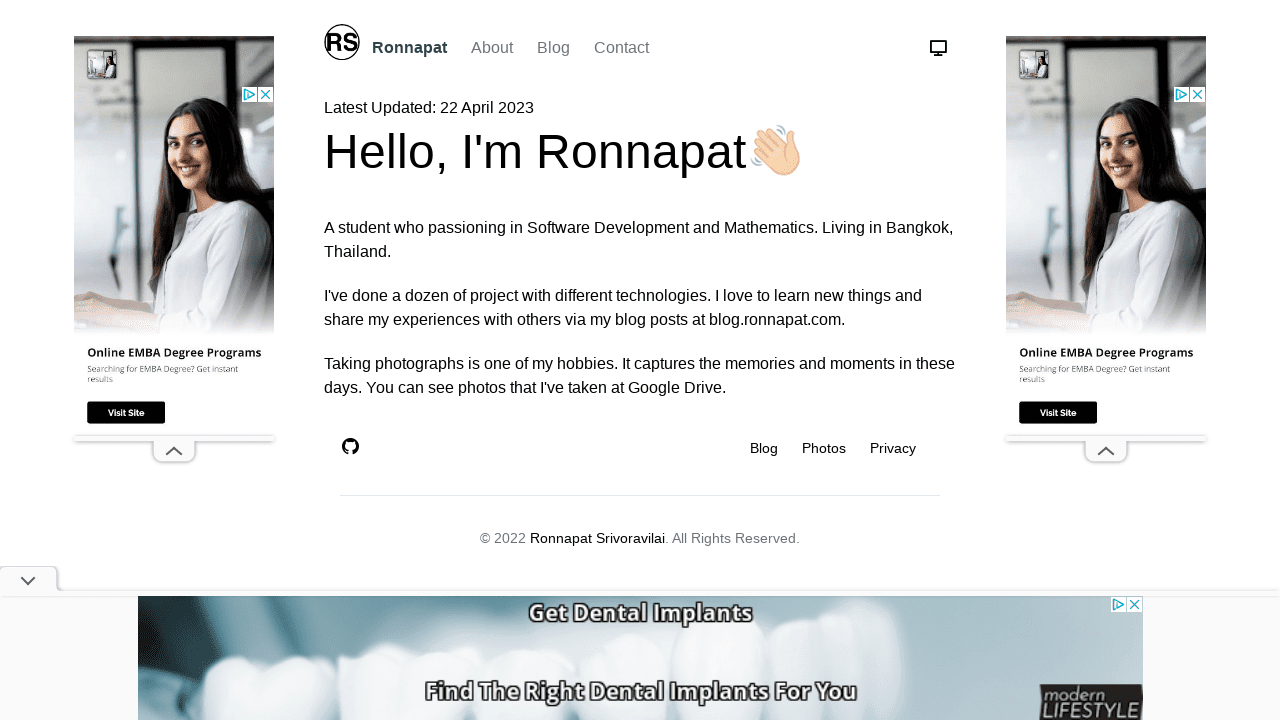 RS
Ronnapat
About
Blog
Contact
Latest Updated: 22 April 2023
Hello, I'm Ronnapat
A student who passioning in Software Development and Mathematics. Living in Bangkok,
Thailand.
I've done a dozen of project with different technologies. I love to learn new things and
share my experiences with others via my blog posts at blog.ronnapat.com.
Taking photographs is one of my hobbies. It captures the memories and moments in these
days. You can see photos that I've taken at Google Drive.
Blog
Photos
Privacy
© 2022 Ronnapat Srivoravilai. All Rights Reserved.
Online EMBA Degree Programs
Searching for EMBA Degree? Get instant
results
Visit Site
Online EMBA Degree Programs
Searching for EMBA Degree? Get instant
results
Visit Site
Get Dental Implants
Find The Right Dental Implants For You
modern
LIFESTYLE